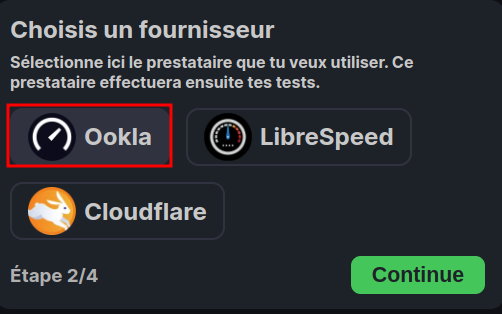 Choisis un fournisseur
Sélectionne ici le prestataire que tu veux utiliser. Ce
prestataire effectuera ensuite tes tests.
Ookla
LibreSpeed
Cloudflare
Étape 2/4
Continue